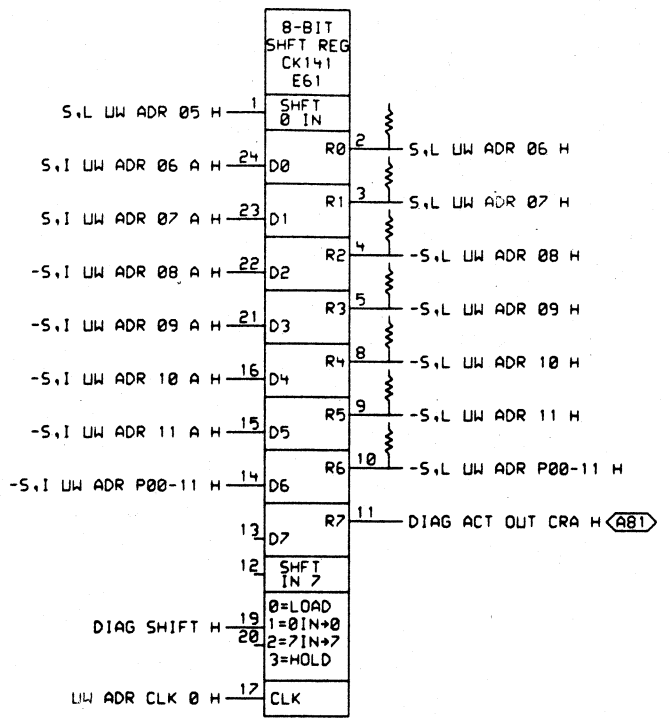 8-BIT
SHFT REG
CK141
E61
S,L UW ADR 05 H 1 SHFT
0 IN
R0 2 S,L UW ADR 06 H
S,I UW ADR 06 A H 24 D0
R1 3 S,L UW ADR 07 H
S,I UW ADR 07 A H 23 D1
R2 4 -S,L UW ADR 08 H
-S,I UW ADR 08 A H 22 D2
R3 5 -S,L UW ADR 09 H
-S,I UW ADR 09 A H 21 D3
R4 8 -S,L UW ADR 10 H
-S,I UW ADR 10 A H 16 D4
R5 9 -S,L UW ADR 11 H
-S,I UW ADR 11 A H 15 D5
R6 10 -S,L UW ADR P00-11 H
-S,I UW ADR P00-11 H 14 D6
R7 11 DIAG ACT OUT CRA H A81
13 D7
12 SHFT
IN 7
0=LOAD
DIAG SHIFT H 19 1=0IN→0
20 2=7IN→7
3=HOLD
UW ADR CLK 0 H 17 CLK